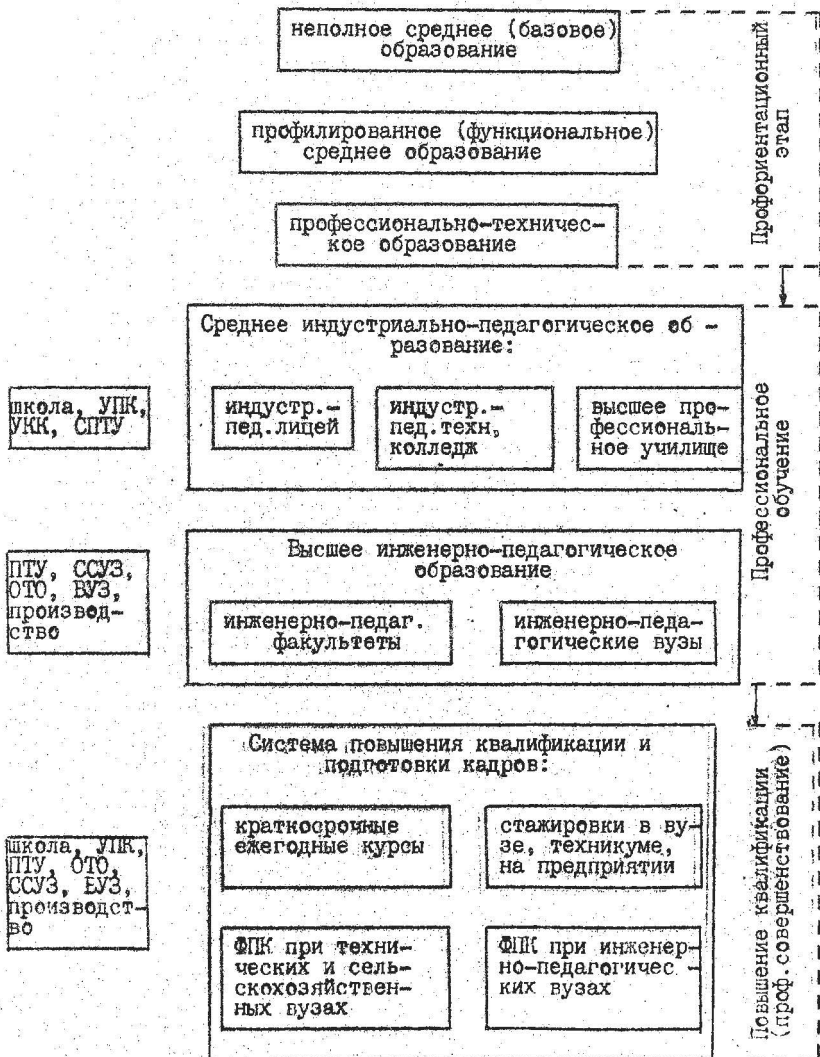 неполное среднее (базовое)
образование
профилированное (функциональное)
среднее образование
профессионально-техничес-
кое образование
Профориентационный
этап
Среднее индустриально-педагогическое об -
разование:
школа, УПК,
УКК, СПТУ
индустр.-
пед.лицей
индустр.-
пед.техн,
колледж
высшее про-
фессиональ-
ное училище
Профессиональное
обучение
Высшее инженерно-педагогическое
образование
ПТУ, ССУЗ,
ОТО, ВУЗ,
производ-
ство
инженерно-педаг.
факультеты
инженерно-педа-
гогические вузы
Система повышения квалификации и
подготовки кадров:
школа, УПК,
ПТУ, ОТО,
ССУЗ, ВУЗ,
производст-
во
краткосрочные
ежегодные курсы
стажировки в ву-
зе, техникуме,
на предприятии
ФПК при техни-
ческих и сель-
скохозяйствен-
ных вузах
ФПК при инженер-
но-педагогичес -
ких вузах
Повышение квалификации
(проф.совершенствование)